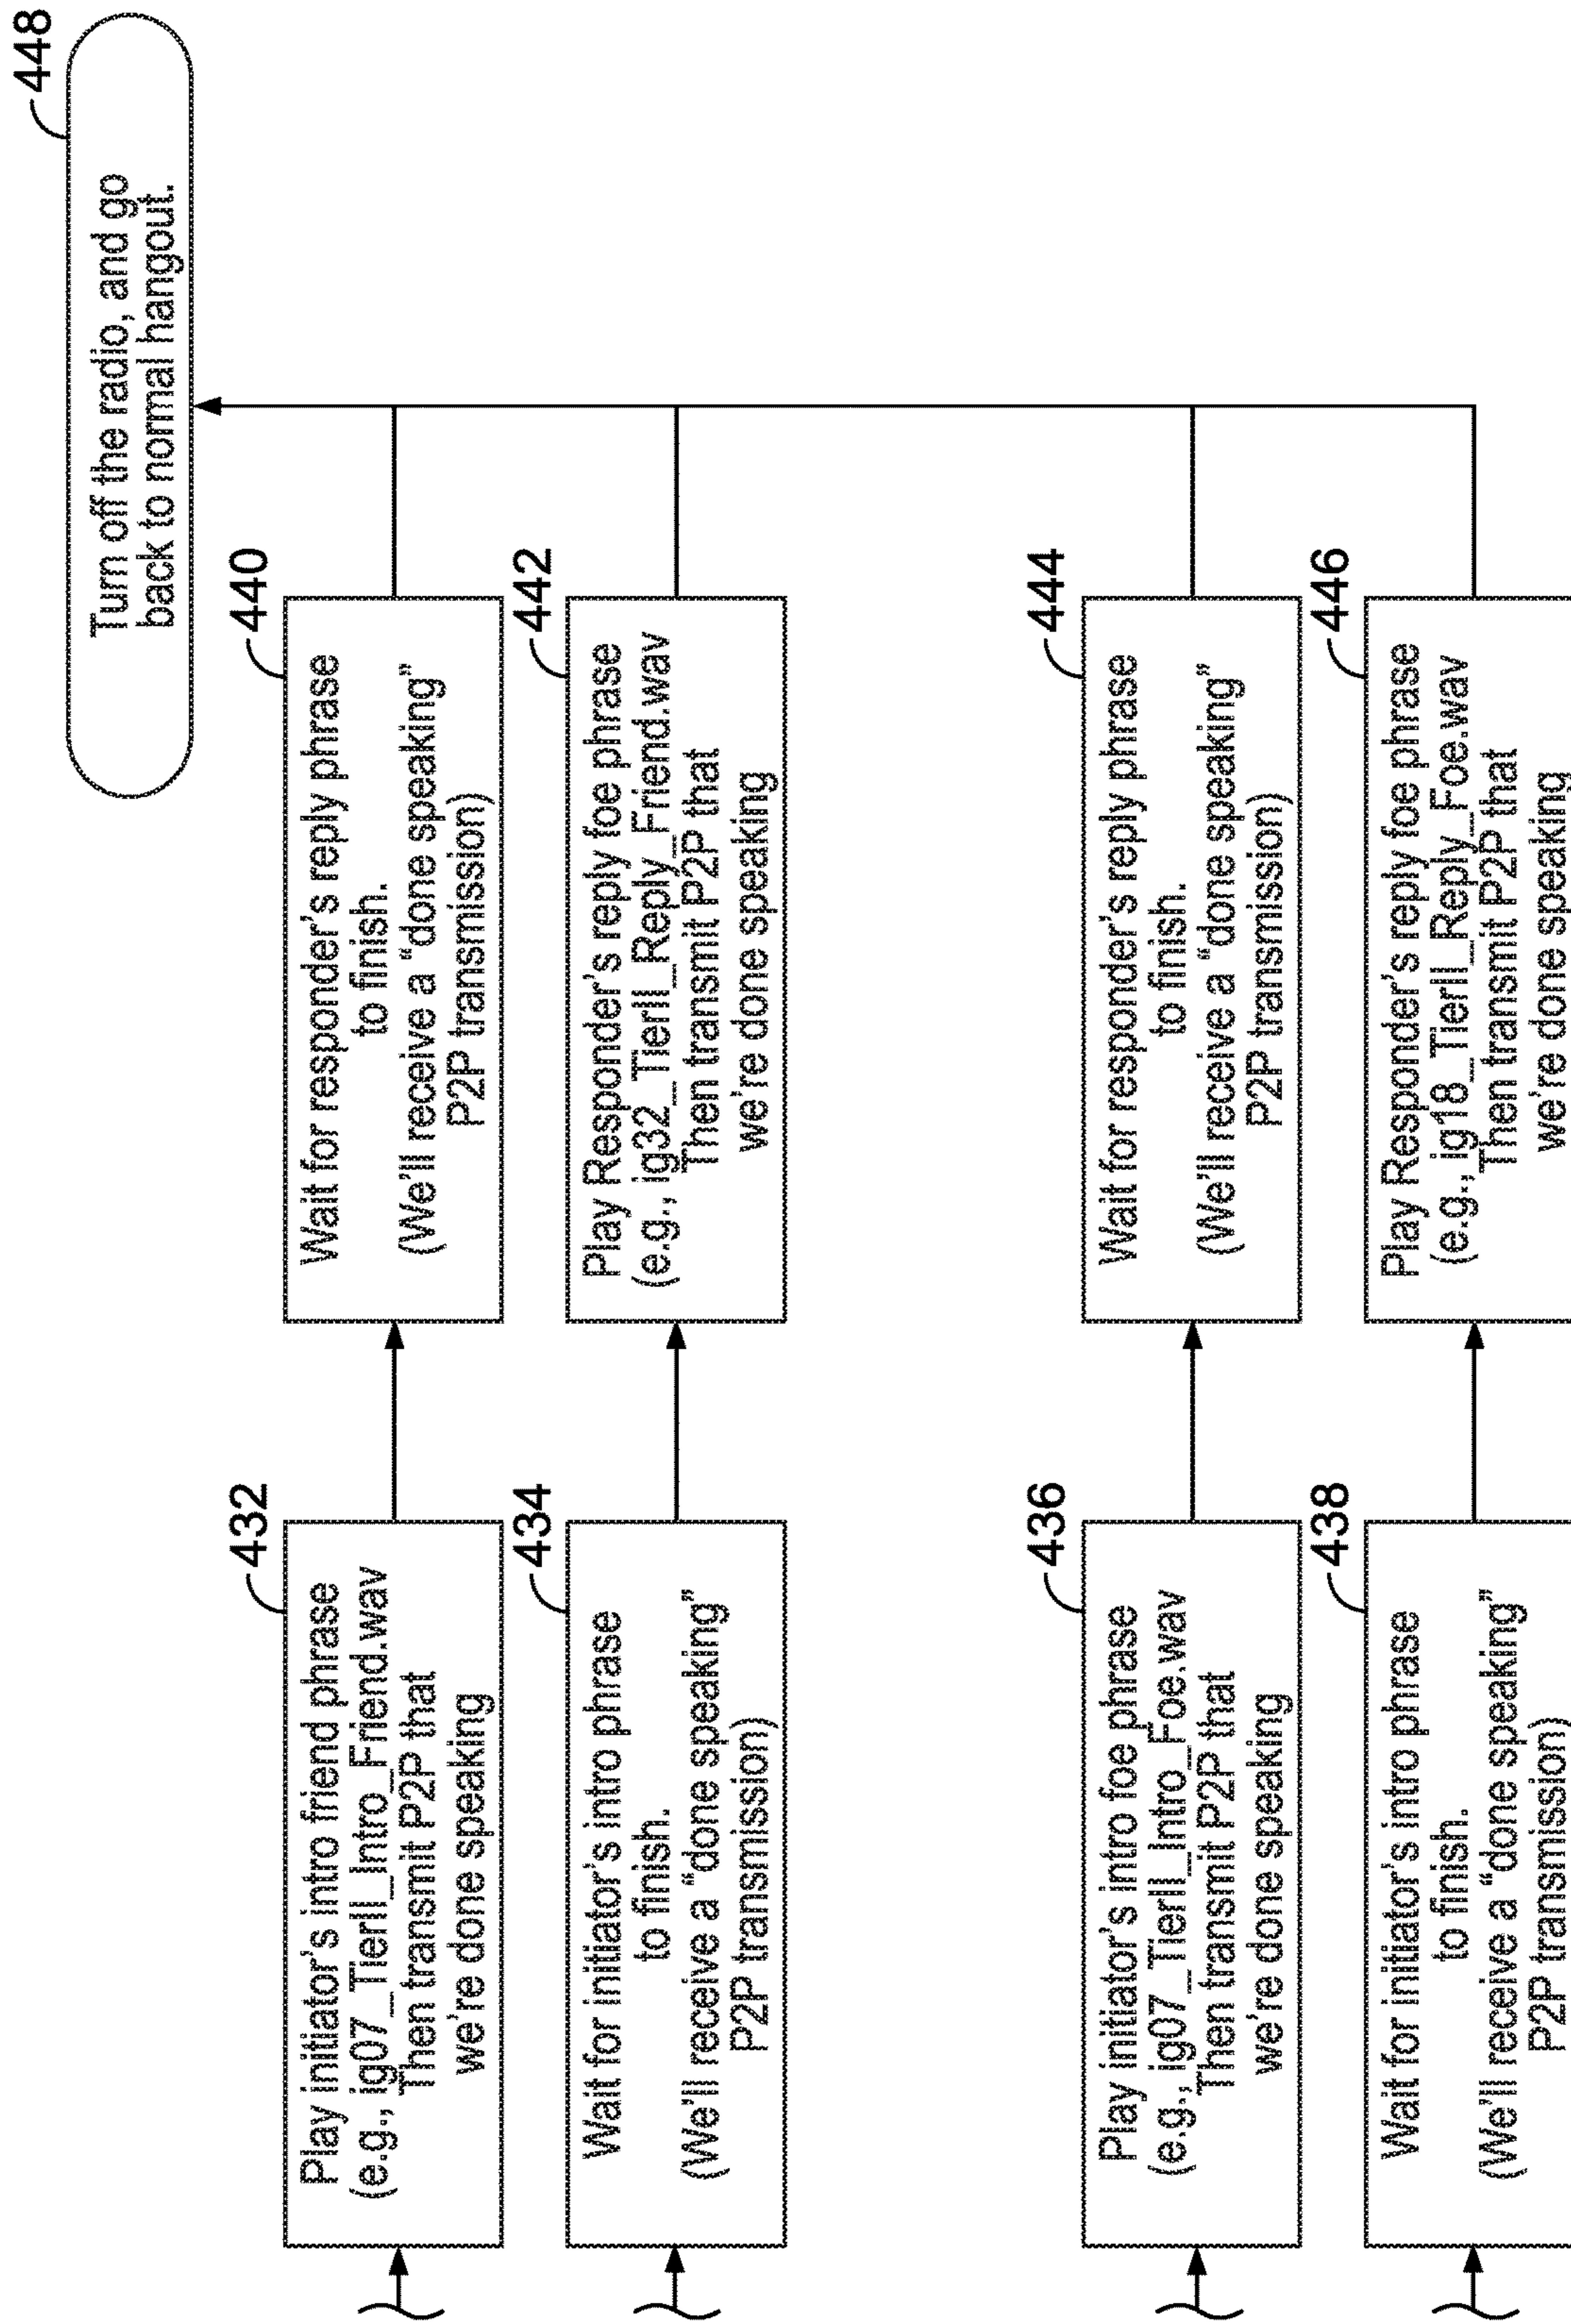 448
Turn off the radio, and go
back to normal hangout.
432
Play initiator's intro friend phrase
(e.g., ig07_TierII_Intro_Friend.wav
Then transmit P2P that
we're done speaking
440
Wait for responder's reply phrase
to finish.
(We'll receive a “done speaking”
P2P transmission)
434
Wait for initiator's intro phrase
to finish.
(We'll receive a “done speaking”
P2P transmission)
442
Play Responder's reply foe phrase
(e.g., ig32_TierII_Reply_Friend.wav
Then transmit P2P that
we're done speaking
436
Play initiator's intro foe phrase
(e.g., ig07_TierII_Intro_Foe.wav
Then transmit P2P that
we're done speaking
444
Wait for responder's reply phrase
to finish.
(We'll receive a “done speaking”
P2P transmission)
438
Wait for initiator's intro phrase
to finish.
(We'll receive a “done speaking”
P2P transmission)
446
Play Responder's reply foe phrase
(e.g., ig18_TierII_Reply_Foe.wav
Then transmit P2P that
we're done speaking